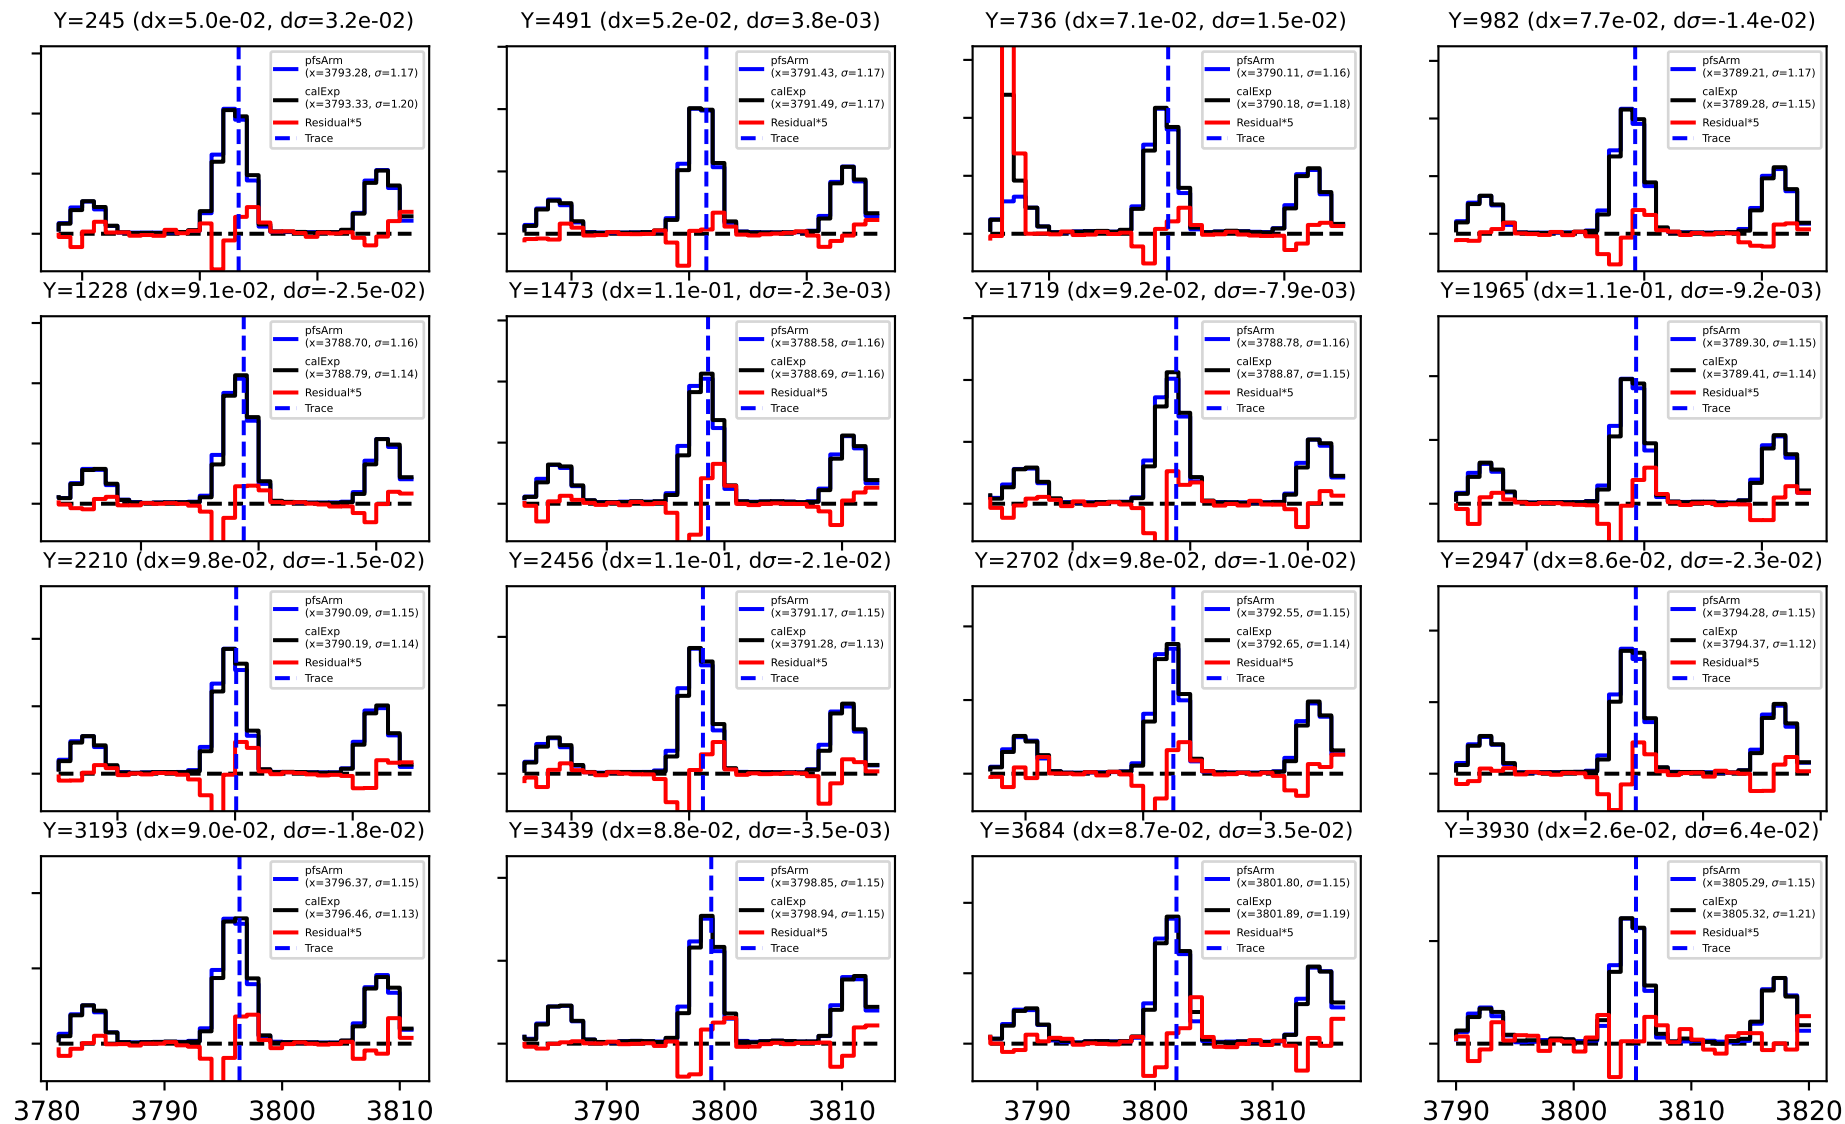 Y=245 (dx=5.0e-02, dσ=3.2e-02)
pfsArm
(x=3793.28, σ=1.17)
calExp
(x=3793.33, σ=1.20)
Residual*5
Trace
Y=491 (dx=5.2e-02, dσ=3.8e-03)
pfsArm
(x=3791.43, σ=1.17)
calExp
(x=3791.49, σ=1.17)
Residual*5
Trace
Y=736 (dx=7.1e-02, dσ=1.5e-02)
pfsArm
(x=3790.11, σ=1.16)
calExp
(x=3790.18, σ=1.18)
Residual*5
Trace
Y=982 (dx=7.7e-02, dσ=-1.4e-02)
pfsArm
(x=3789.21, σ=1.17)
calExp
(x=3789.28, σ=1.15)
Residual*5
Trace
Y=1228 (dx=9.1e-02, dσ=-2.5e-02)
pfsArm
(x=3788.70, σ=1.16)
calExp
(x=3788.79, σ=1.14)
Residual*5
Trace
Y=1473 (dx=1.1e-01, dσ=-2.3e-03)
pfsArm
(x=3788.58, σ=1.16)
calExp
(x=3788.69, σ=1.16)
Residual*5
Trace
Y=1719 (dx=9.2e-02, dσ=-7.9e-03)
pfsArm
(x=3788.78, σ=1.16)
calExp
(x=3788.87, σ=1.15)
Residual*5
Trace
Y=1965 (dx=1.1e-01, dσ=-9.2e-03)
pfsArm
(x=3789.30, σ=1.15)
calExp
(x=3789.41, σ=1.14)
Residual*5
Trace
Y=2210 (dx=9.8e-02, dσ=-1.5e-02)
pfsArm
(x=3790.09, σ=1.15)
calExp
(x=3790.19, σ=1.14)
Residual*5
Trace
Y=2456 (dx=1.1e-01, dσ=-2.1e-02)
pfsArm
(x=3791.17, σ=1.15)
calExp
(x=3791.28, σ=1.13)
Residual*5
Trace
Y=2702 (dx=9.8e-02, dσ=-1.0e-02)
pfsArm
(x=3792.55, σ=1.15)
calExp
(x=3792.65, σ=1.14)
Residual*5
Trace
Y=2947 (dx=8.6e-02, dσ=-2.3e-02)
pfsArm
(x=3794.28, σ=1.15)
calExp
(x=3794.37, σ=1.12)
Residual*5
Trace
Y=3193 (dx=9.0e-02, dσ=-1.8e-02)
pfsArm
(x=3796.37, σ=1.15)
calExp
(x=3796.46, σ=1.13)
Residual*5
Trace
Y=3439 (dx=8.8e-02, dσ=-3.5e-03)
pfsArm
(x=3798.85, σ=1.15)
calExp
(x=3798.94, σ=1.15)
Residual*5
Trace
Y=3684 (dx=8.7e-02, dσ=3.5e-02)
pfsArm
(x=3801.80, σ=1.15)
calExp
(x=3801.89, σ=1.19)
Residual*5
Trace
Y=3930 (dx=2.6e-02, dσ=6.4e-02)
pfsArm
(x=3805.29, σ=1.15)
calExp
(x=3805.32, σ=1.21)
Residual*5
Trace
3780 3790 3800 3810
3790 3800 3810
3790 3800 3810
3790 3800 3810 3820